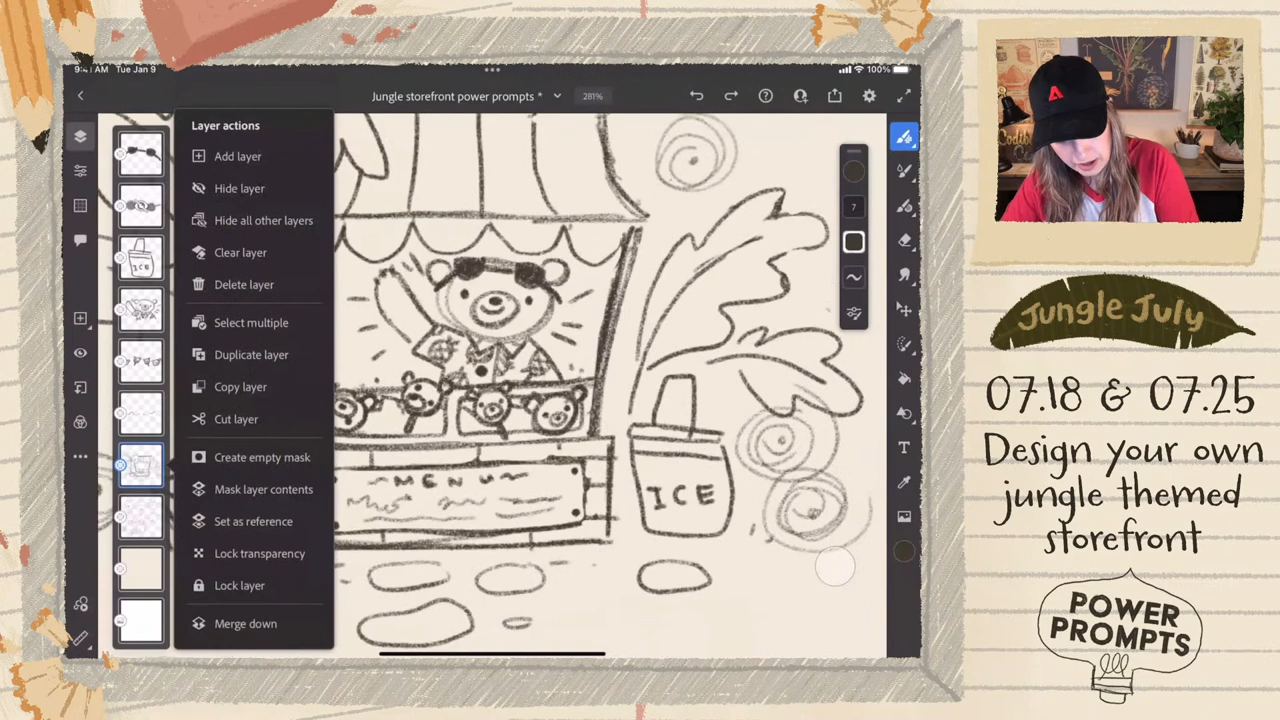 9:41 AM Tue Jan 9
100%
Jungle storefront power prompts *
281%
Layer actions
Add layer
Hide layer
Hide all other layers
Clear layer
Delete layer
Select multiple
Duplicate layer
Copy layer
Cut layer
Create empty mask
Mask layer contents
Set as reference
Lock transparency
Lock layer
Merge down
ICE
7
T
~MENU~
ICE
A
Jungle July
07.18 & 07.25
Design your own
jungle themed
storefront
POWER
PROMPTS